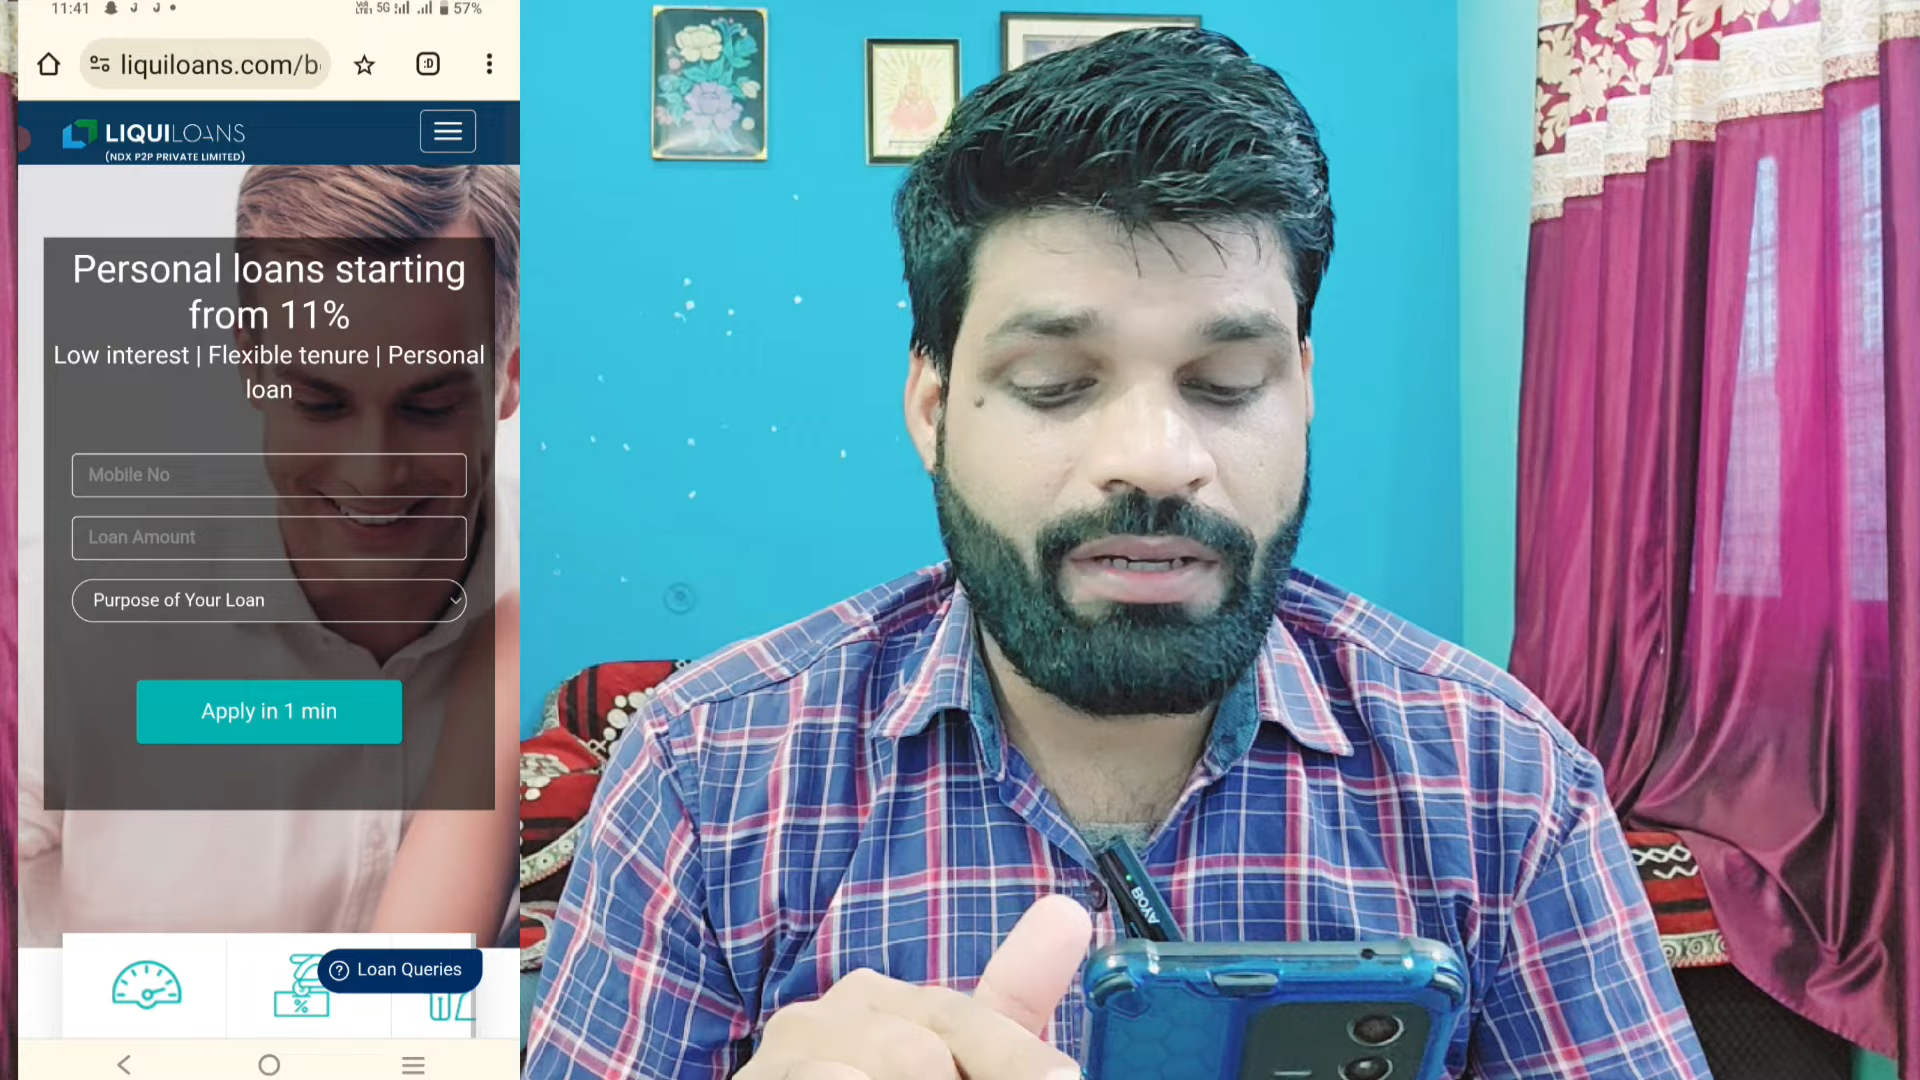 11:41
5G
57%
liquiloans.com/b
LIQUILOANS
(NDX P2P PRIVATE LIMITED)
Personal loans starting
from 11%
Low interest | Flexible tenure | Personal
loan
Mobile No
Loan Amount
Purpose of Your Loan
Apply in 1 min
%
? Loan Queries
BOYA